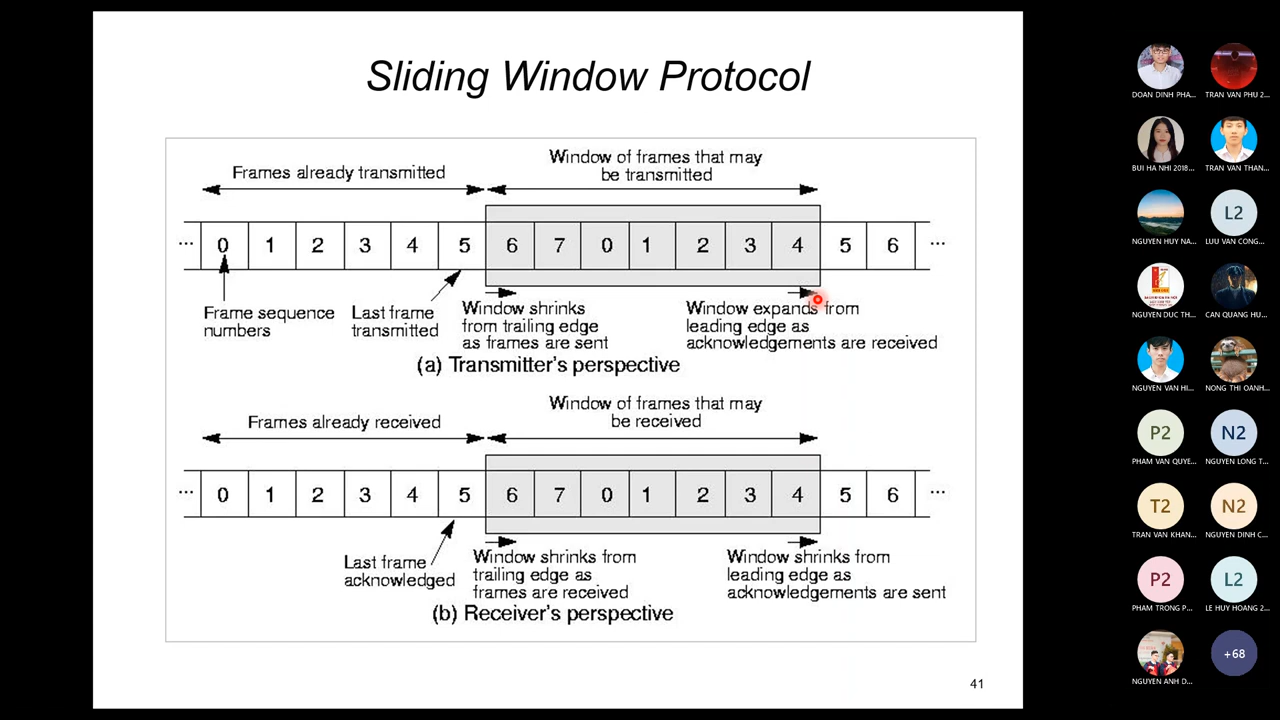 Sliding Window Protocol
Window of frames that may
be transmitted
Frames already transmitted
... 0 1 2 3 4 5 6 7 0 1 2 3 4 5 6 ...
Frame sequence
numbers
Last frame
transmitted
Window shrinks
from trailing edge
as frames are sent
Window expands from
leading edge as
acknowledgements are received
(a) Transmitter's perspective
Window of frames that may
be received
Frames already received
... 0 1 2 3 4 5 6 7 0 1 2 3 4 5 6 ...
Last frame
acknowledged
Window shrinks from
trailing edge as
frames are received
Window shrinks from
leading edge as
acknowledgements are sent
(b) Receiver's perspective
41
DOAN DINH PHA...
TRAN VAN PHU 2...
BUI HA NHI 2018...
TRAN VAN THAN...
NGUYEN HUY NA...
L2
LUU VAN CONG...
NGUYEN DUC TH...
CAN QUANG HU...
NGUYEN VAN HI...
NONG THI OANH...
P2
PHAM VAN QUYE...
N2
NGUYEN LONG T...
T2
TRAN VAN KHAN...
N2
NGUYEN DINH C...
P2
PHAM TRONG P...
L2
LE HUY HOANG 2...
NGUYEN ANH D...
+68